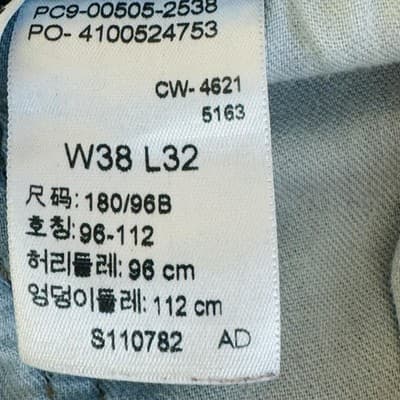 PC9-00505-2538
PO- 4100524753
CW- 4621
5163
W38 L32
尺码: 180/96B
호칭: 96-112
허리둘레: 96 cm
엉덩이둘레: 112 cm
S110782 AD